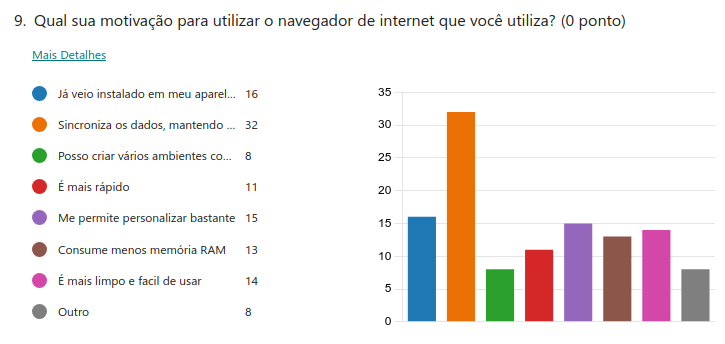 9. Qual sua motivação para utilizar o navegador de internet que você utiliza? (0 ponto)
Mais Detalhes
Já veio instalado em meu aparel... 16
Sincroniza os dados, mantendo ... 32
Posso criar vários ambientes co... 8
É mais rápido 11
Me permite personalizar bastante 15
Consume menos memória RAM 13
É mais limpo e facil de usar 14
Outro 8
35
30
25
20
15
10
5
0